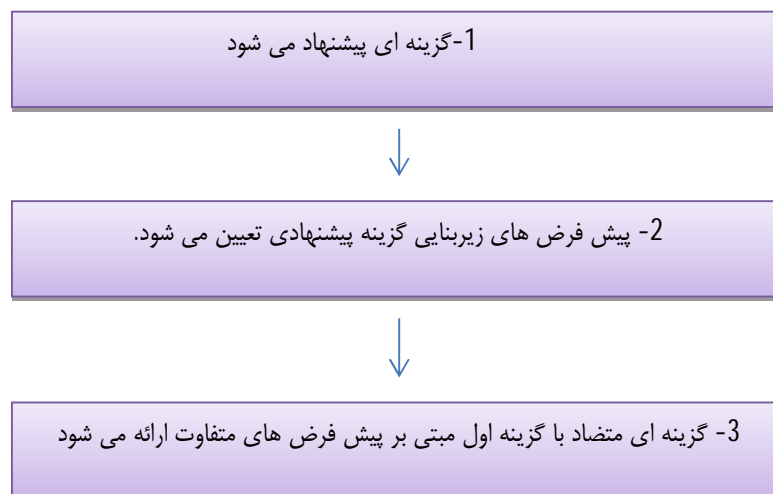 1-گزینه ای پیشنهاد می شود
2- پیش فرض های زیربنایی گزینه پیشنهادی تعیین می شود.
3- گزینه ای متضاد با گزینه اول مبتی بر پیش فرض های متفاوت ارائه می شود